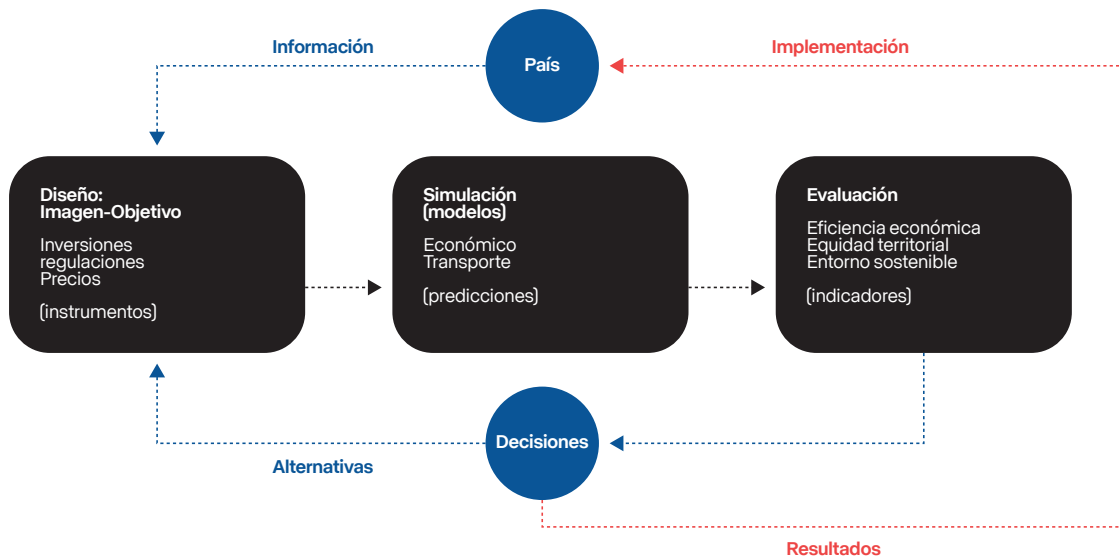 Información
Implementación
País
Diseño:
Imagen-Objetivo
Inversiones
regulaciones
Precios
(instrumentos)
Simulación
(modelos)
Económico
Transporte
(predicciones)
Evaluación
Eficiencia económica
Equidad territorial
Entorno sostenible
(indicadores)
Decisiones
Alternativas
Resultados